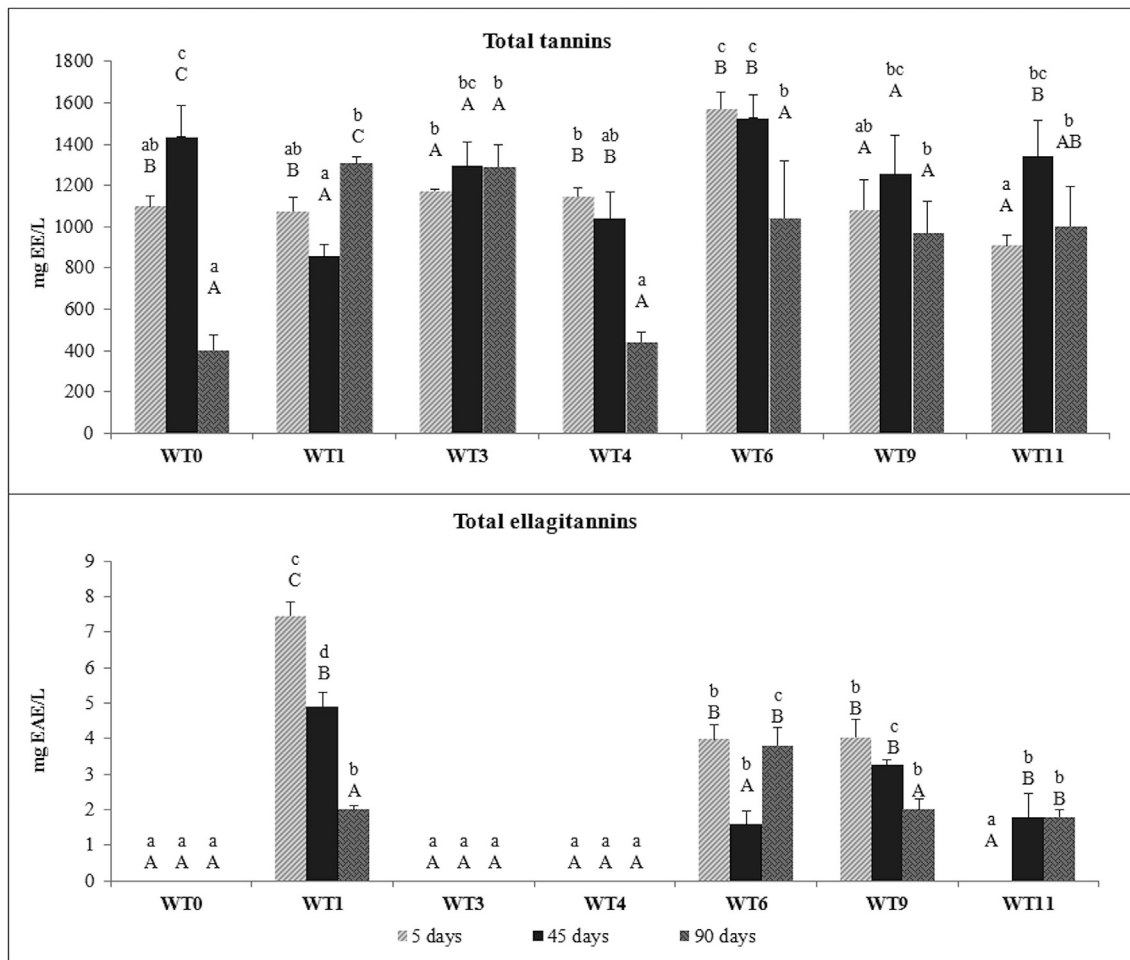 Total tannins
mg EE/L
1800
1600
1400
1200
1000
800
600
400
200
0
ab
B
c
C
a
A
ab
B
a
A
b
C
b
A
bc
A
b
A
b
B
ab
B
a
A
c
B
c
B
b
A
ab
A
bc
A
b
A
a
A
bc
B
b
AB
WT0 WT1 WT3 WT4 WT6 WT9 WT11
Total ellagitannins
mg EAE/L
9
8
7
6
5
4
3
2
1
0
a a a
A A A
c
C
d
B
b
A
a a a
A A A
a a a
A A A
b
B
b
A
c
B
b
B
c
B
b
A
a
A
b
B
b
B
WT0 WT1 WT3 WT4 WT6 WT9 WT11
5 days 45 days 90 days